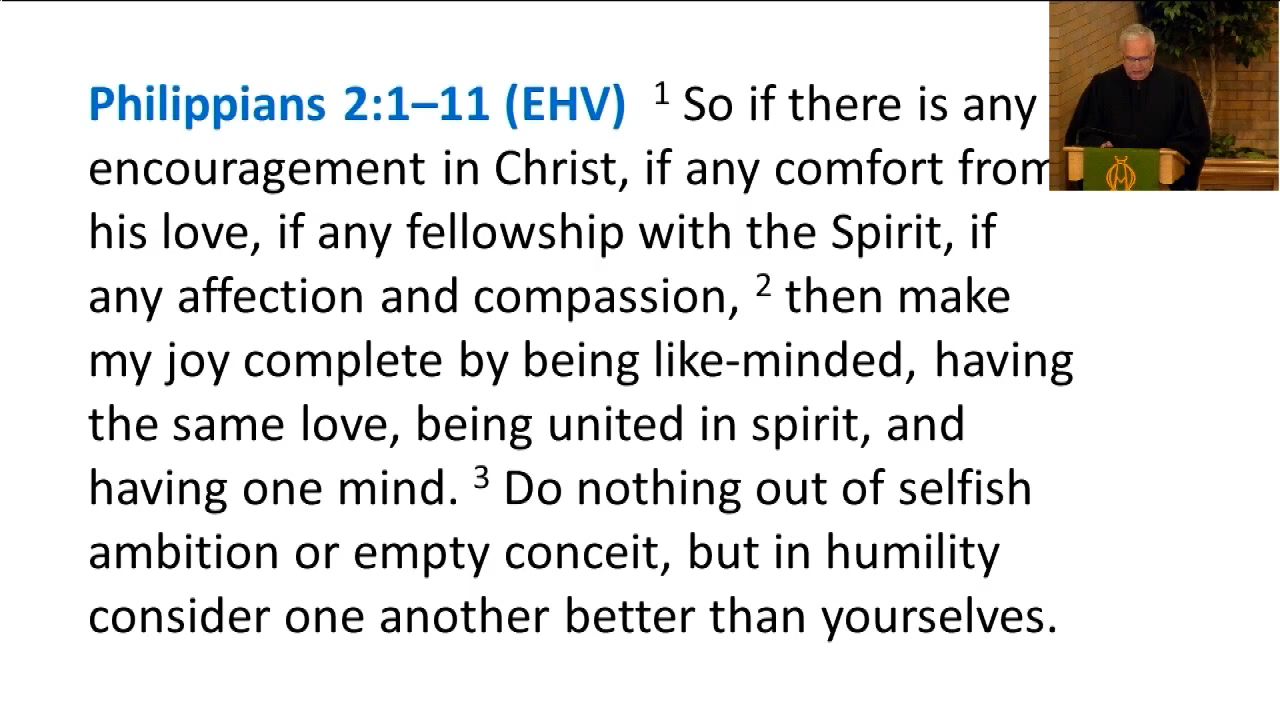 Philippians 2:1–11 (EHV) 1 So if there is any
encouragement in Christ, if any comfort from
his love, if any fellowship with the Spirit, if
any affection and compassion, 2 then make
my joy complete by being like-minded, having
the same love, being united in spirit, and
having one mind. 3 Do nothing out of selfish
ambition or empty conceit, but in humility
consider one another better than yourselves.